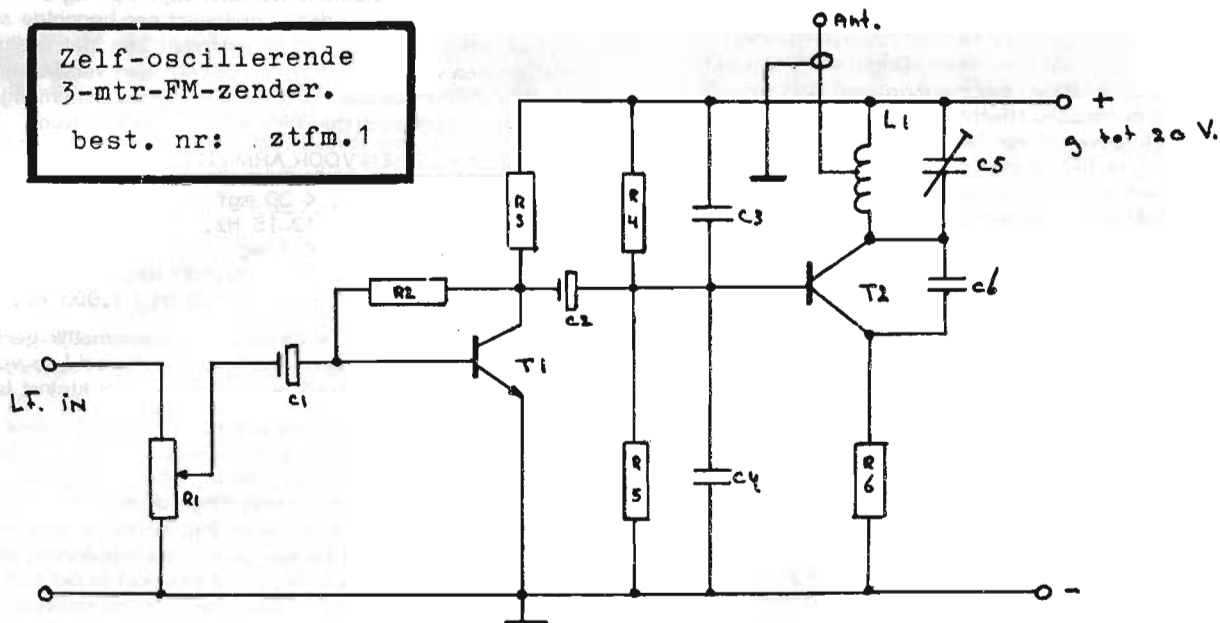 Zelf-oscillerende
3-mtr-FM-zender.
best. nr: ztfm.1
Ant.
+
9 tot 20 V.
L1
C5
R3
R4
C3
R2
C2
T2
C6
T1
C1
LF. iN
R1
R5
C4
R6
-